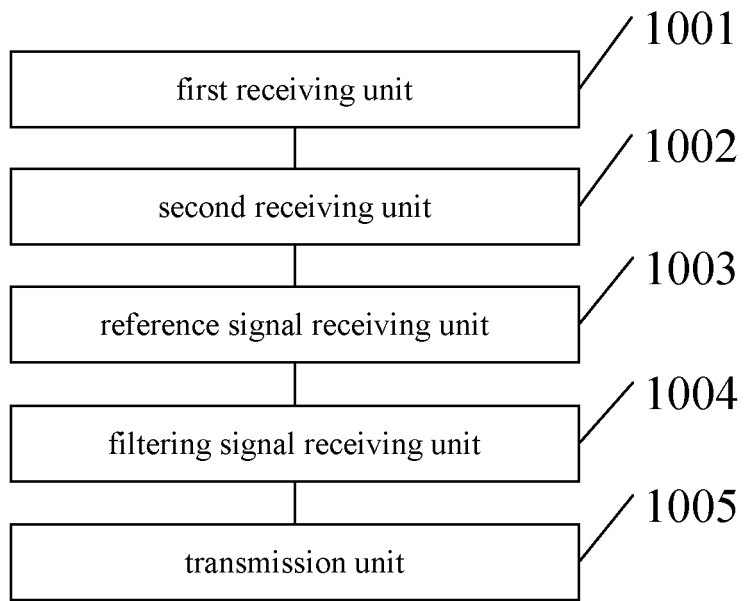 1001
first receiving unit
1002
second receiving unit
1003
reference signal receiving unit
1004
filtering signal receiving unit
1005
transmission unit